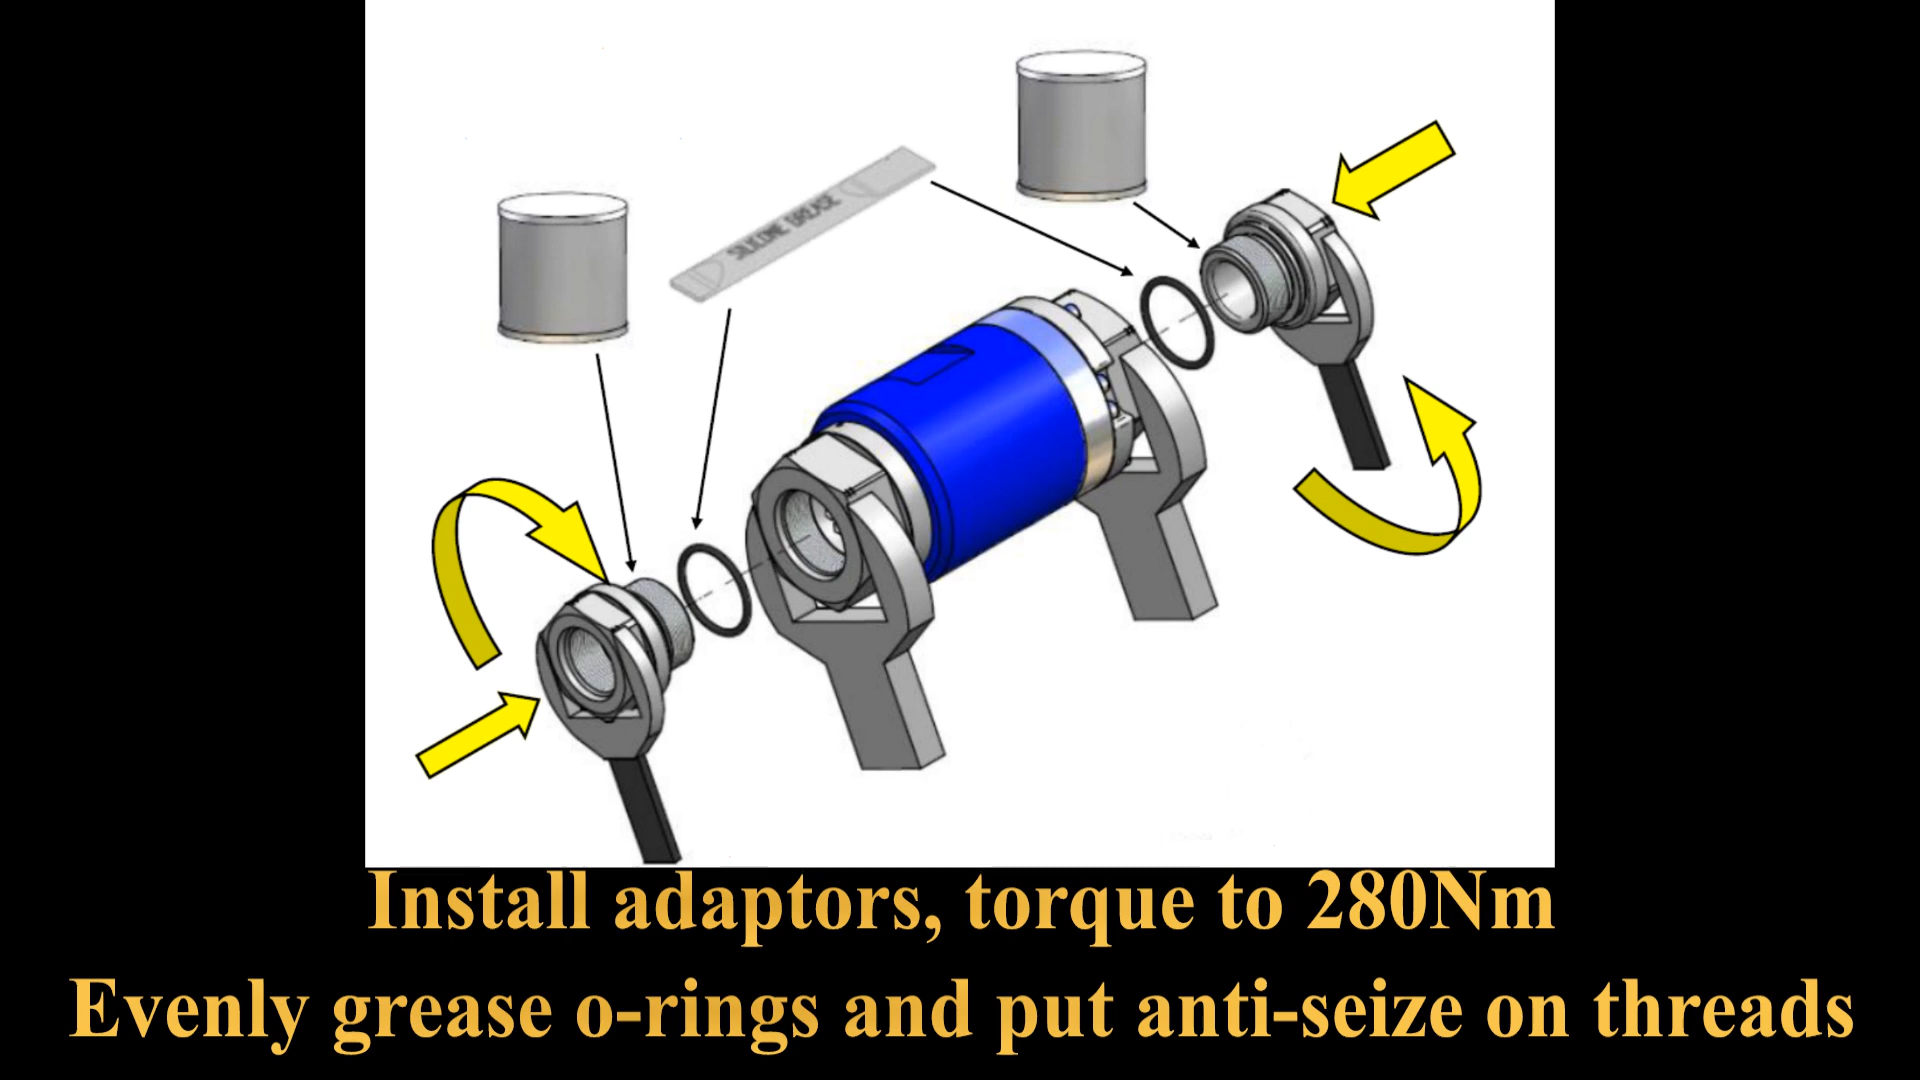 SILICONE GREASE
Install adaptors, torque to 280Nm
Evenly grease o-rings and put anti-seize on threads